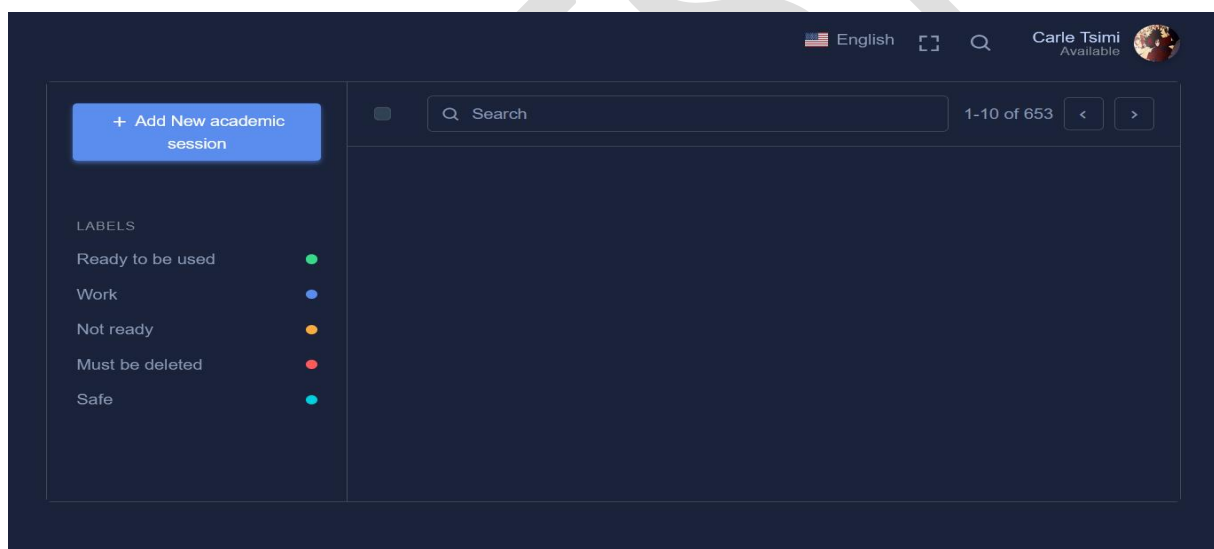 English
Carle Tsimi
Available
+ Add New academic
session
Search
1-10 of 653
LABELS
Ready to be used
Work
Not ready
Must be deleted
Safe